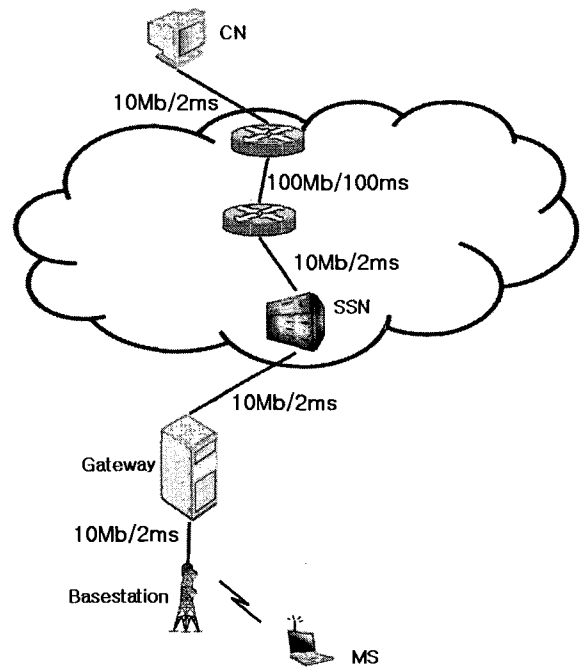 CN
10Mb/2ms
100Mb/100ms
10Mb/2ms
SSN
10Mb/2ms
Gateway
10Mb/2ms
Basestation
MS